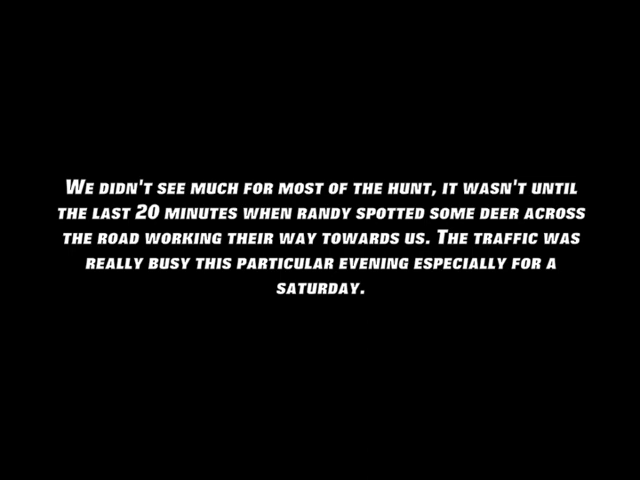 We didn't see much for most of the hunt, it wasn't until
the last 20 minutes when randy spotted some deer across
the road working their way towards us. The traffic was
really busy this particular evening especially for a
saturday.